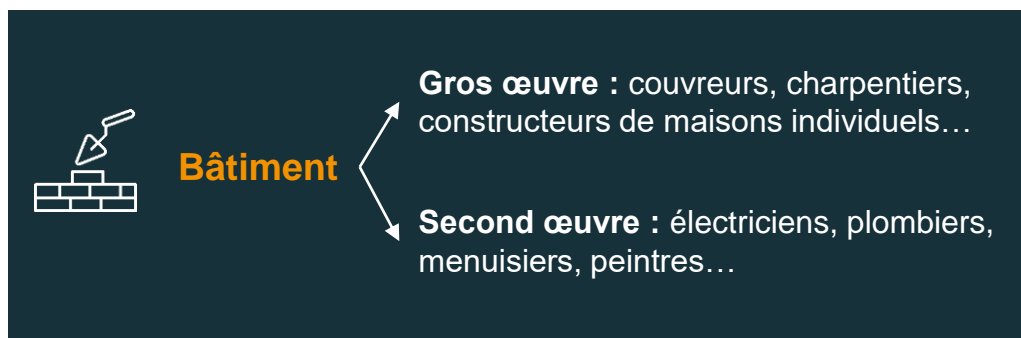 Gros œuvre : couvreurs, charpentiers,
constructeurs de maisons individuels…
Bâtiment
Second œuvre : électriciens, plombiers,
menuisiers, peintres…